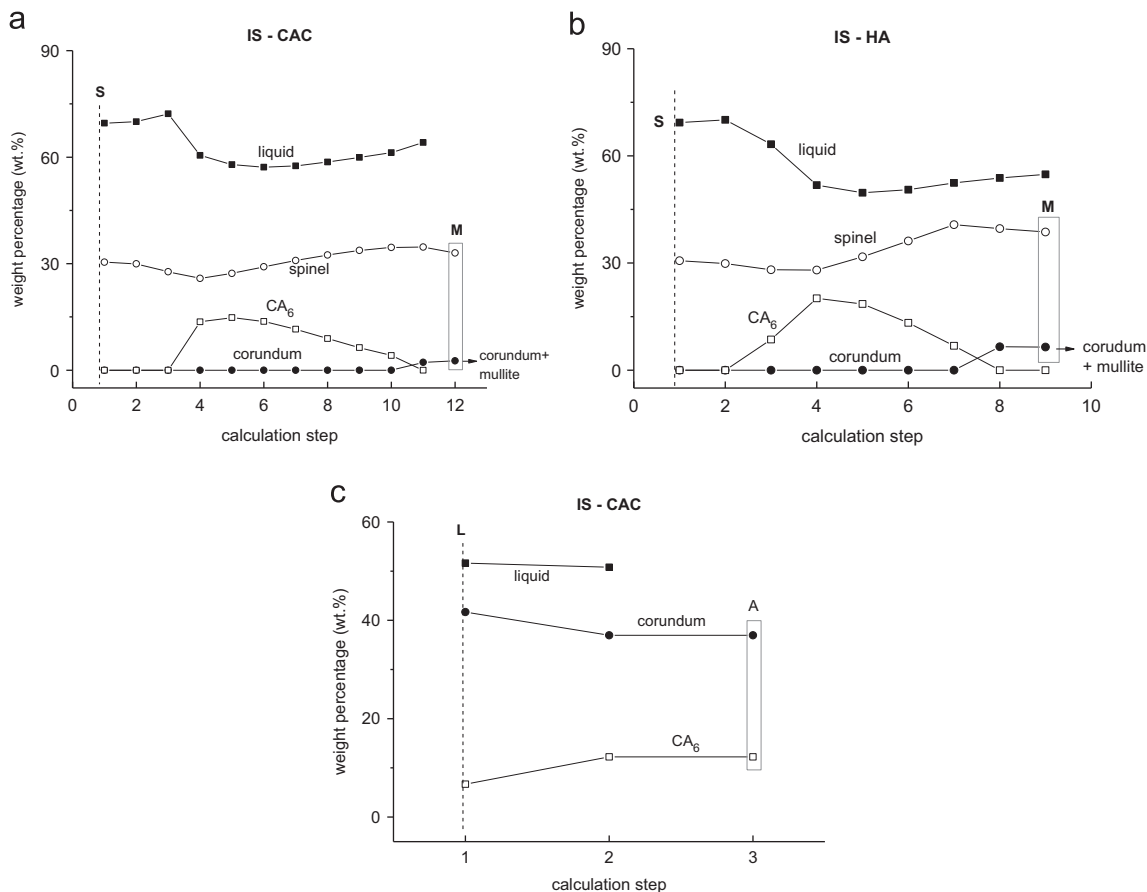 a
IS - CAC
90
60
30
0
weight percentage (wt.%)
S
liquid
spinel
CA6
corundum
M
corundum+
mullite
0 2 4 6 8 10 12
calculation step
b
IS - HA
90
60
30
0
weight percentage (wt.%)
S
liquid
spinel
CA6
corundum
M
corudum
+ mullite
0 2 4 6 8 10
calculation step
c
IS - CAC
60
40
20
0
weight percentage (wt.%)
L
liquid
corundum
CA6
A
1 2 3
calculation step